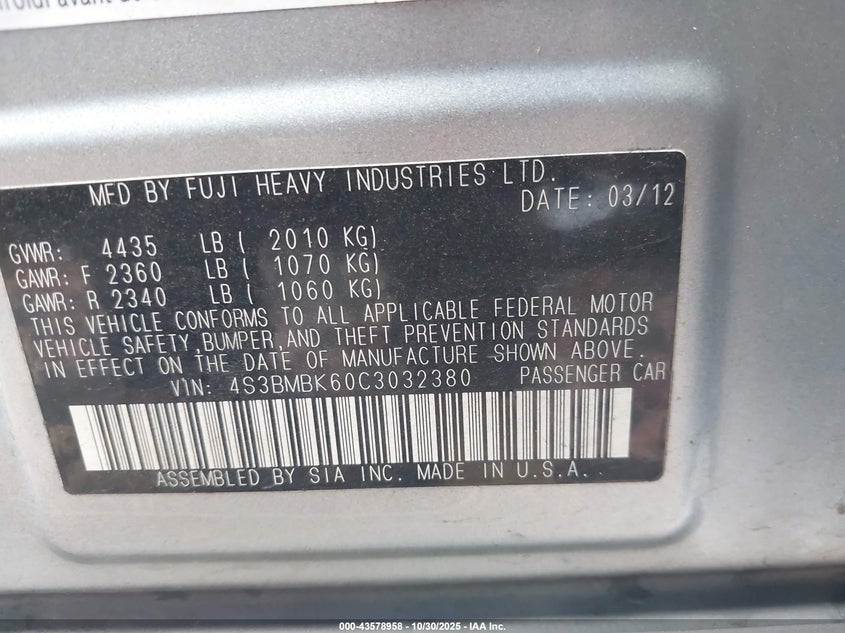 MFD BY FUJI HEAVY INDUSTRIES LTD.
DATE: 03/12
GVWR: 4435 LB ( 2010 KG)
GAWR: F 2360 LB ( 1070 KG)
GAWR: R 2340 LB ( 1060 KG)
THIS VEHICLE CONFORMS TO ALL APPLICABLE FEDERAL MOTOR
VEHICLE SAFETY BUMPER,AND THEFT PREVENTION STANDARDS
IN EFFECT ON THE DATE OF MANUFACTURE SHOWN ABOVE.
VIN: 4S3BMBK60C3032380 PASSENGER CAR
ASSEMBLED BY SIA INC. MADE IN U.S.A.
000-43578958 - 10/30/2025 - IAA Inc.